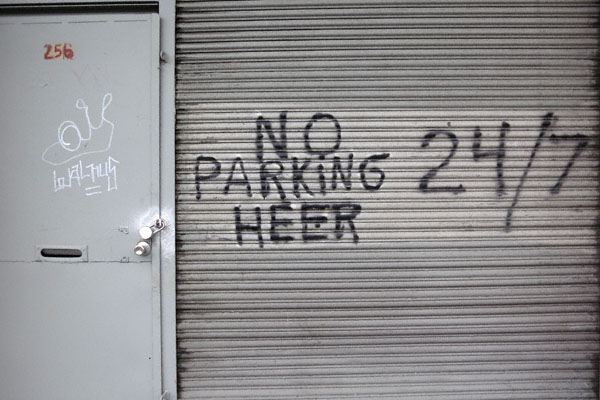 256
NO
PARKING 24/7
HEER